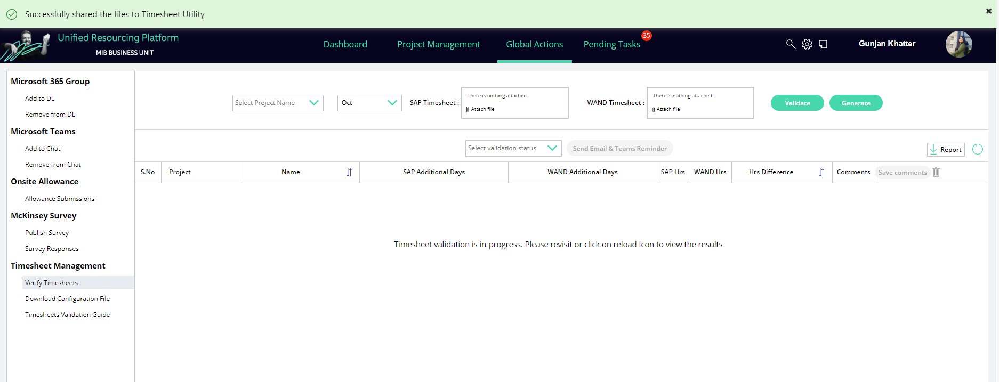 Successfully shared the files to Timesheet Utility
Unified Resourcing Platform
MIB BUSINESS UNIT
Dashboard
Project Management
Global Actions
Pending Tasks
35
Gunjan Khatter
Microsoft 365 Group
Add to DL
Remove from DL
Microsoft Teams
Add to Chat
Remove from Chat
Onsite Allowance
Allowance Submissions
McKinsey Survey
Publish Survey
Survey Responses
Timesheet Management
Verify Timesheets
Download Configuration File
Timesheets Validation Guide
Select Project Name
Oct
SAP Timesheet :
There is nothing attached.
Attach file
WAND Timesheet :
There is nothing attached.
Attach file
Validate
Generate
Select validation status
Send Email & Teams Reminder
Report
S.No
Project
Name
SAP Additional Days
WAND Additional Days
SAP Hrs
WAND Hrs
Hrs Difference
Comments
Save comments
Timesheet validation is in-progress. Please revisit or click on reload Icon to view the results